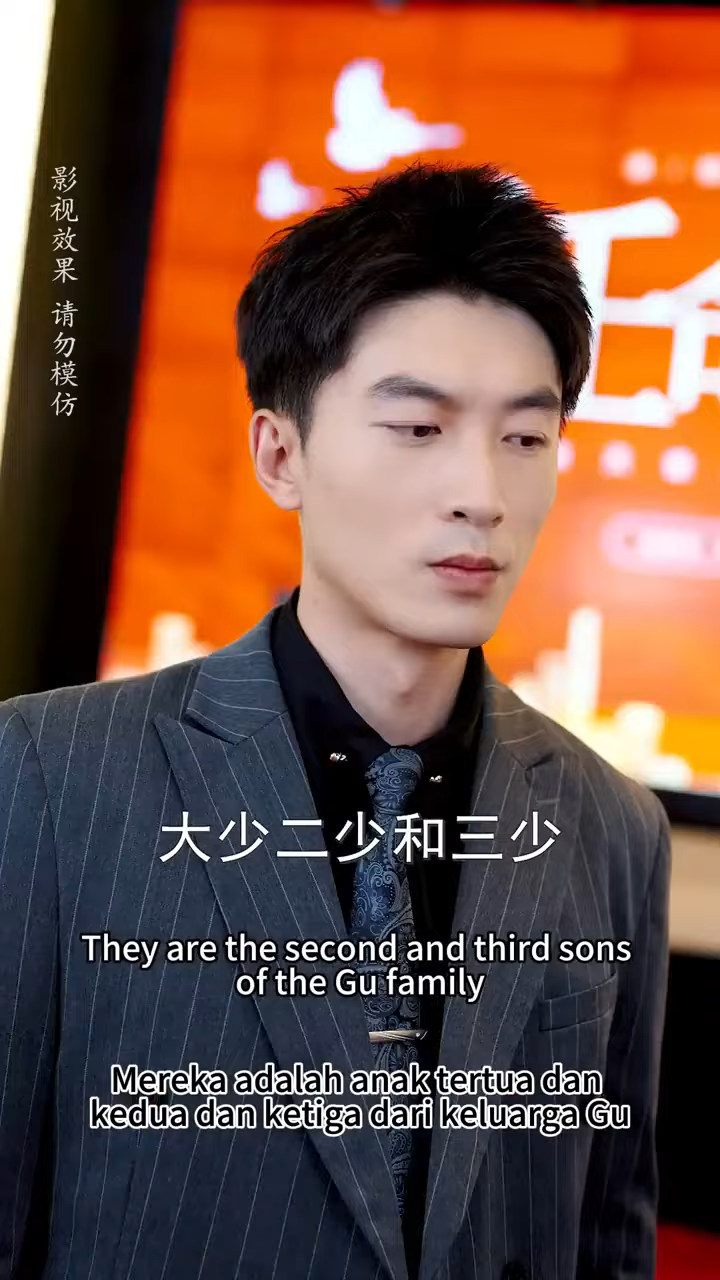 影视效果 请勿模仿
大少二少和三少
They are the second and third sons
of the Gu family
Mereka adalah anak tertua dan
kedua dan ketiga dari keluarga Gu